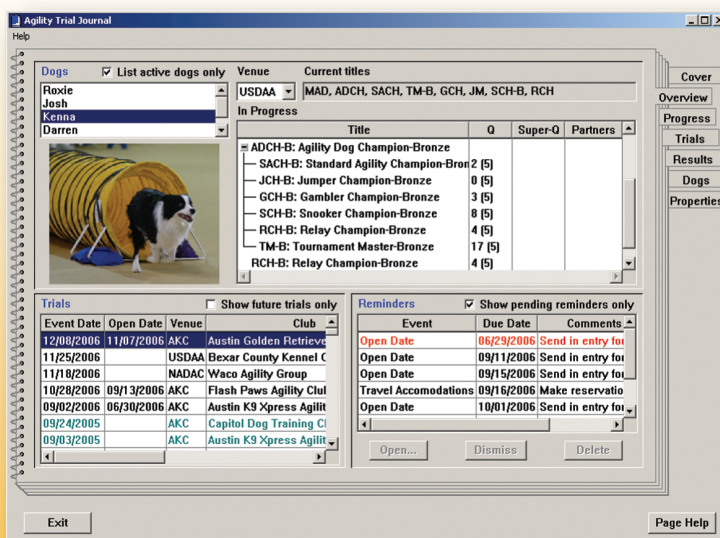 Agility Trial Journal
Help
Dogs List active dogs only Venue Current titles
Roxie
Josh
Kenna
Darren
USDAA MAD, ADCH, SACH, TM-B, GCH, JM, SCH-B, RCH
In Progress
Title Q Super-Q Partners
ADCH-B: Agility Dog Champion-Bronze
SACH-B: Standard Agility Champion-Bron 2 (5)
JCH-B: Jumper Champion-Bronze 0 (5)
GCH-B: Gambler Champion-Bronze 3 (5)
SCH-B: Snooker Champion-Bronze 8 (5)
RCH-B: Relay Champion-Bronze 4 (5)
TM-B: Tournament Master-Bronze 17 (5)
RCH-B: Relay Champion-Bronze 4 (5)
Cover
Overview
Progress
Trials
Results
Dogs
Properties
Trials Show future trials only
Event Date Open Date Venue Club
12/08/2006 11/07/2006 AKC Austin Golden Retrieve
11/25/2006 USDAA Bexar County Kennel C
11/18/2006 NADAC Waco Agility Group
10/28/2006 09/13/2006 AKC Flash Paws Agility Clu
09/02/2006 06/30/2006 AKC Austin K9 Xpress Agilit
09/24/2005 AKC Capitol Dog Training Cl
09/03/2005 AKC Austin K9 Xpress Agilit
Reminders Show pending reminders only
Event Due Date Comments
Open Date 06/29/2006 Send in entry for
Open Date 09/11/2006 Send in entry for
Open Date 09/15/2006 Send in entry for
Travel Accomodations 09/16/2006 Make reservatio
Open Date 10/01/2006 Send in entry for
Open... Dismiss Delete
Exit Page Help